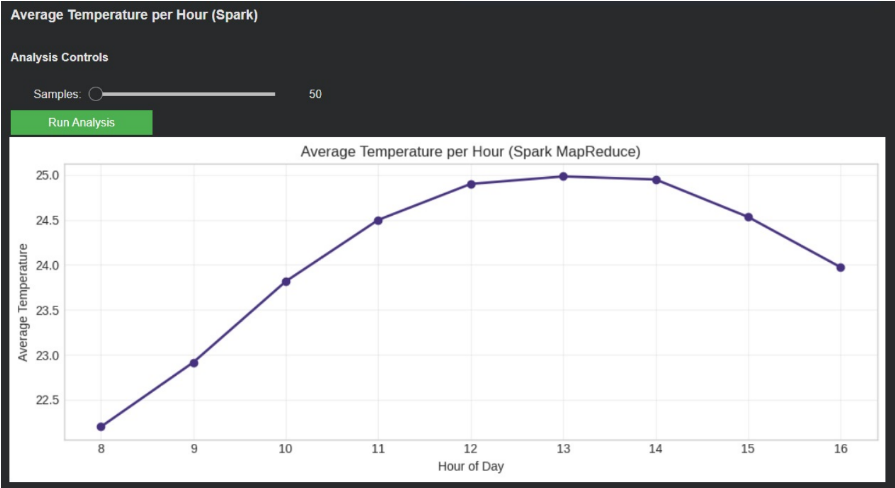 Average Temperature per Hour (Spark)
Analysis Controls
Samples: 50
Run Analysis
Average Temperature per Hour (Spark MapReduce)
25.0
24.5
24.0
23.5
23.0
22.5
Average Temperature
8 9 10 11 12 13 14 15 16
Hour of Day